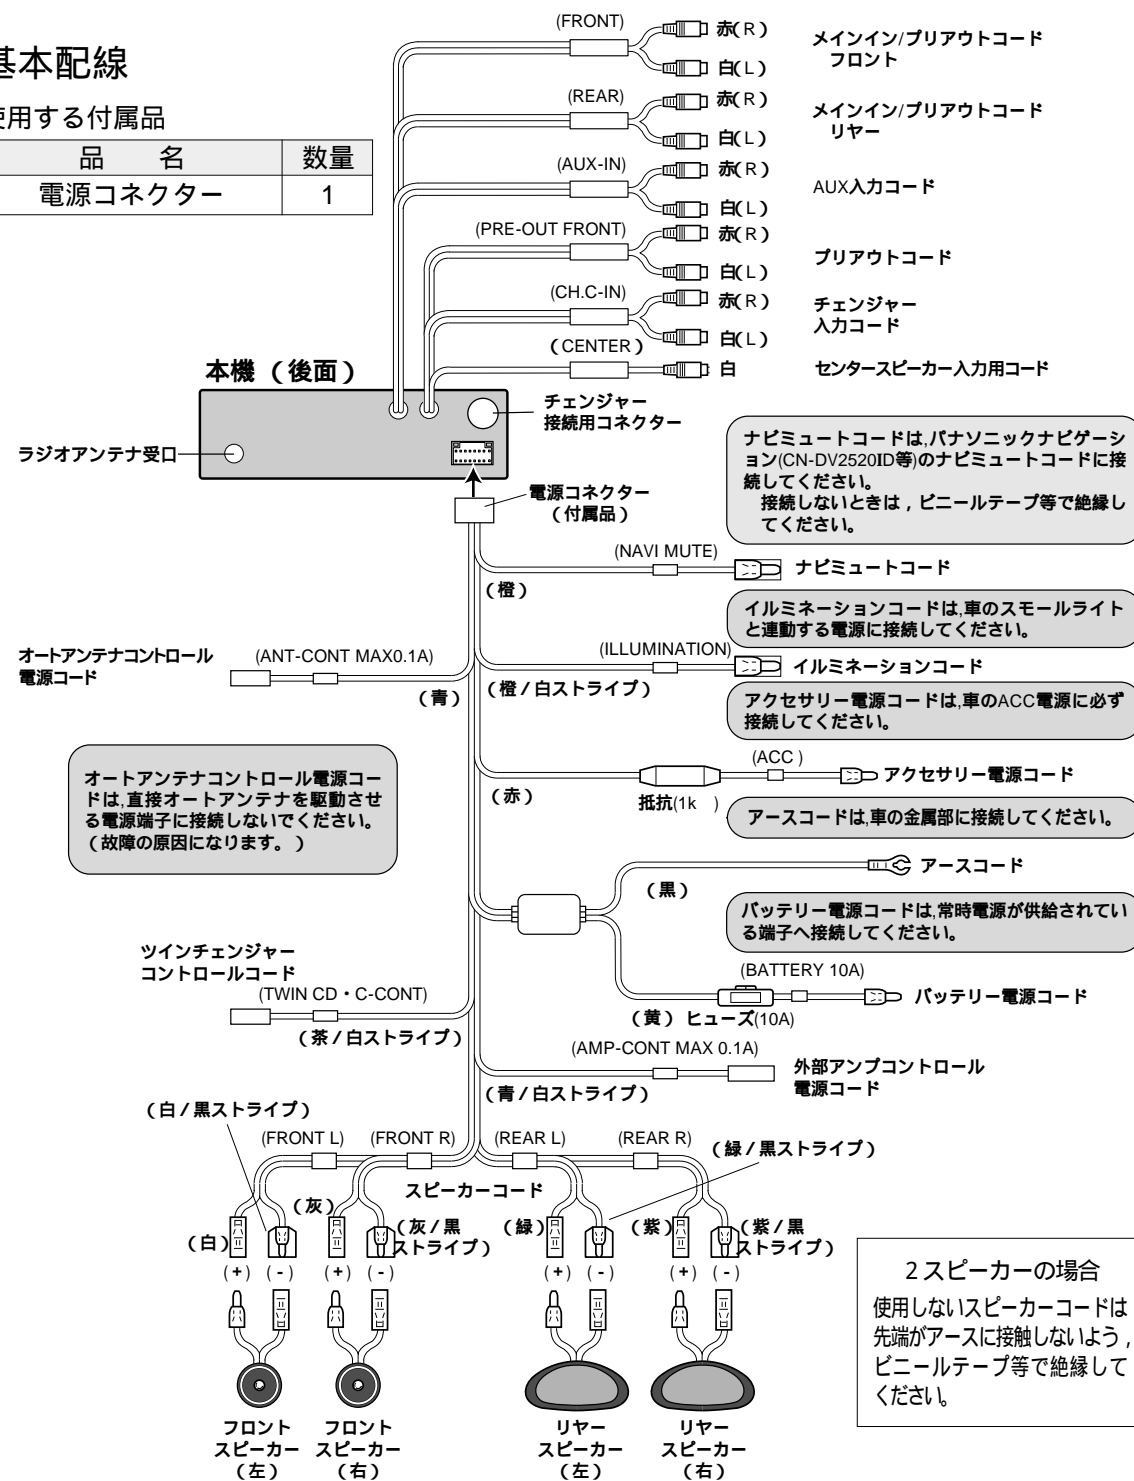 基本配線
使用する付属品
品　名　数量
電源コネクター　1
(FRONT)
赤(R)
白(L)
メインイン/プリアウトコード
フロント
(REAR)
赤(R)
白(L)
メインイン/プリアウトコード
リヤー
(AUX-IN)
赤(R)
白(L)
AUX入力コード
(PRE-OUT FRONT)
赤(R)
白(L)
プリアウトコード
(CH.C-IN)
赤(R)
白(L)
チェンジャー
入力コード
(CENTER)
白
センタースピーカー入力用コード
本機（後面）
チェンジャー
接続用コネクター
ラジオアンテナ受口
電源コネクター
（付属品）
ナビミュートコードは,パナソニックナビゲーシ
ョン(CN-DV2520ID等)のナビミュートコードに接
続してください。
接続しないときは，ビニールテープ等で絶縁し
てください。
(NAVI MUTE)
ナビミュートコード
（橙）
イルミネーションコードは,車のスモールライト
と連動する電源に接続してください。
オートアンテナコントロール
電源コード
(ANT-CONT MAX0.1A)
（青）
(ILLUMINATION)
イルミネーションコード
（橙/白ストライプ）
アクセサリー電源コードは,車のACC電源に必ず
接続してください。
オートアンテナコントロール電源コー
ドは,直接オートアンテナを駆動させ
る電源端子に接続しないでください。
（故障の原因になります。）
(ACC)
アクセサリー電源コード
（赤）
抵抗(1k　)
アースコードは,車の金属部に接続してください。
アースコード
（黒）
バッテリー電源コードは,常時電源が供給されてい
る端子へ接続してください。
ツインチェンジャー
コントロールコード
(TWIN CD・C-CONT)
（茶/白ストライプ）
(BATTERY 10A)
バッテリー電源コード
（黄）ヒューズ(10A)
(AMP-CONT MAX 0.1A)
外部アンプコントロール
電源コード
（青/白ストライプ）
（白/黒ストライプ）
(FRONT L)　(FRONT R)　(REAR L)　(REAR R)
（緑/黒ストライプ）
スピーカーコード
（白）
（灰）
（灰/黒
ストライプ）
（緑）
（紫）
（紫/黒
ストライプ）
(+)　(-)　(+)　(-)　(+)　(-)　(+)　(-)
フロント
スピーカー
（左）
フロント
スピーカー
（右）
リヤー
スピーカー
（左）
リヤー
スピーカー
（右）
2スピーカーの場合
使用しないスピーカーコードは
先端がアースに接触しないよう，
ビニールテープ等で絶縁して
ください。